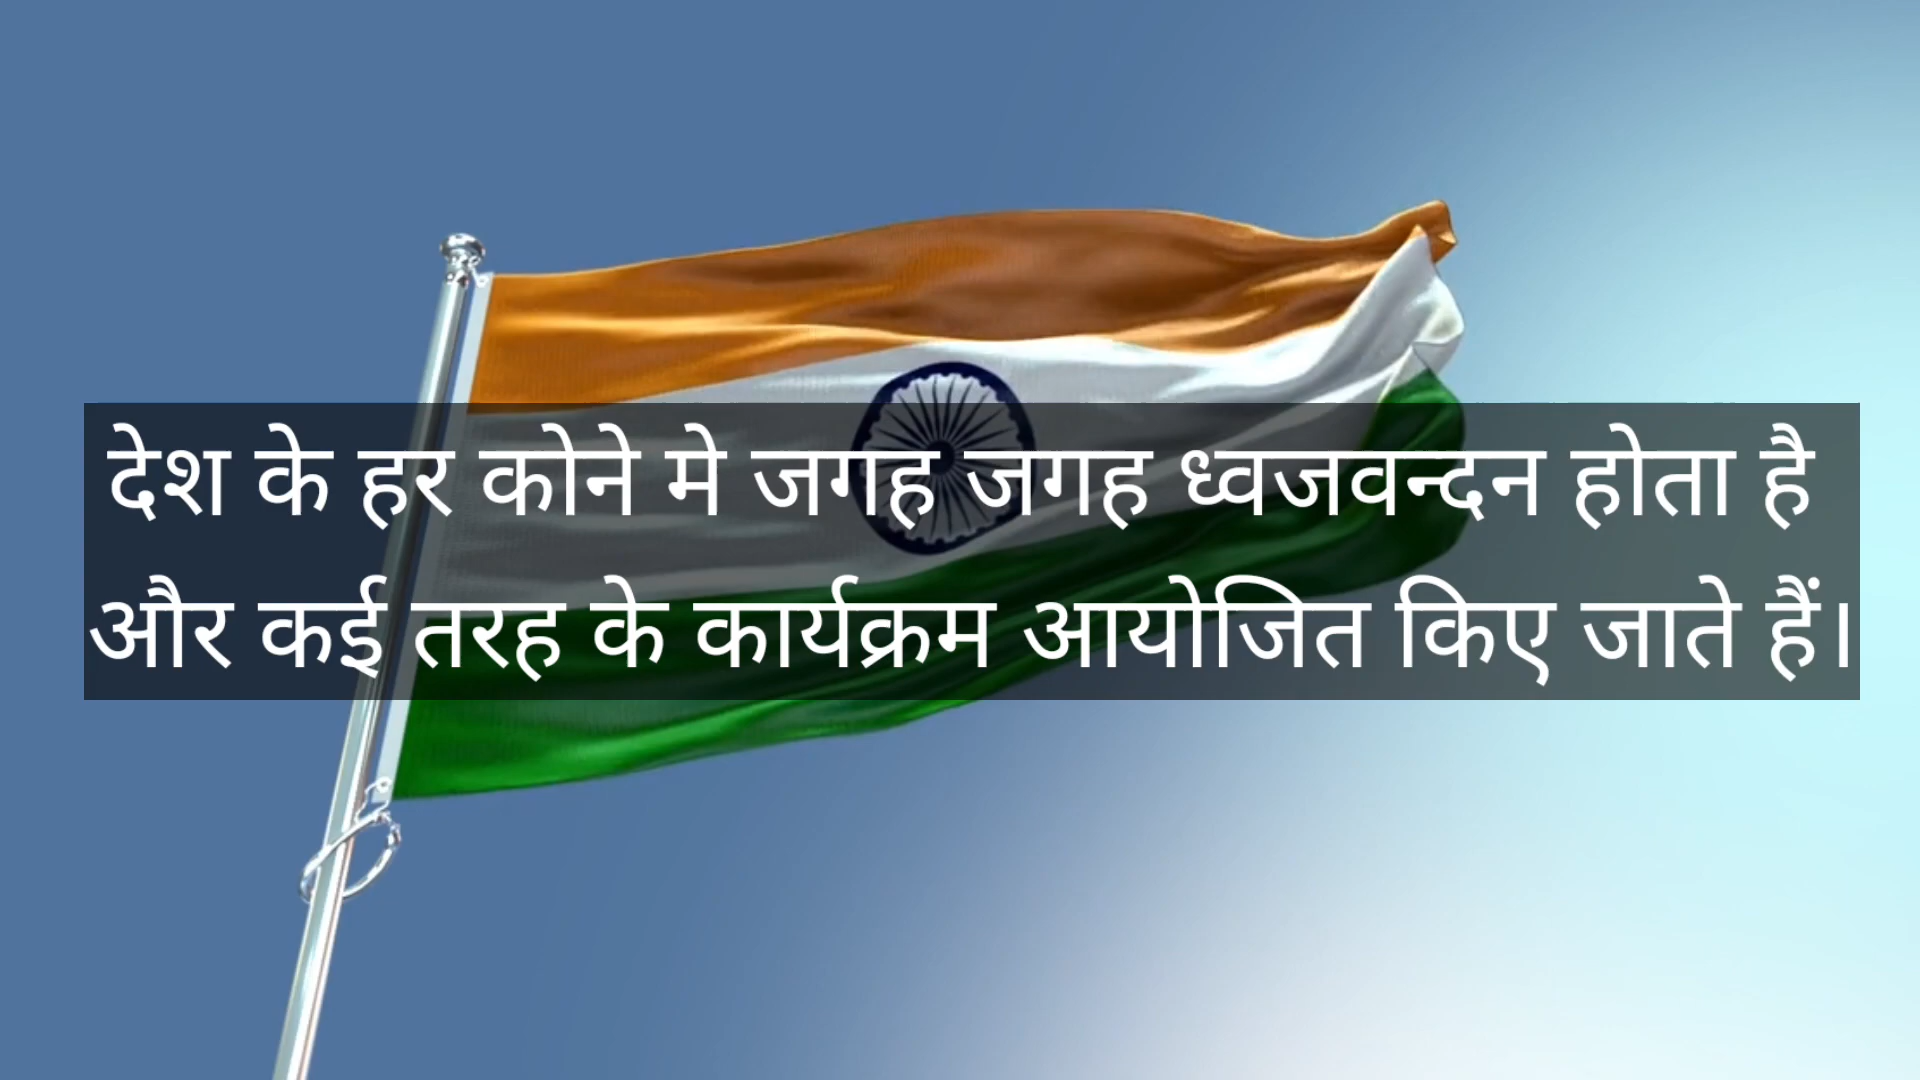 देश के हर कोने मे जगह जगह ध्वजवन्दन होता है
और कई तरह के कार्यक्रम आयोजित किए जाते हैं।